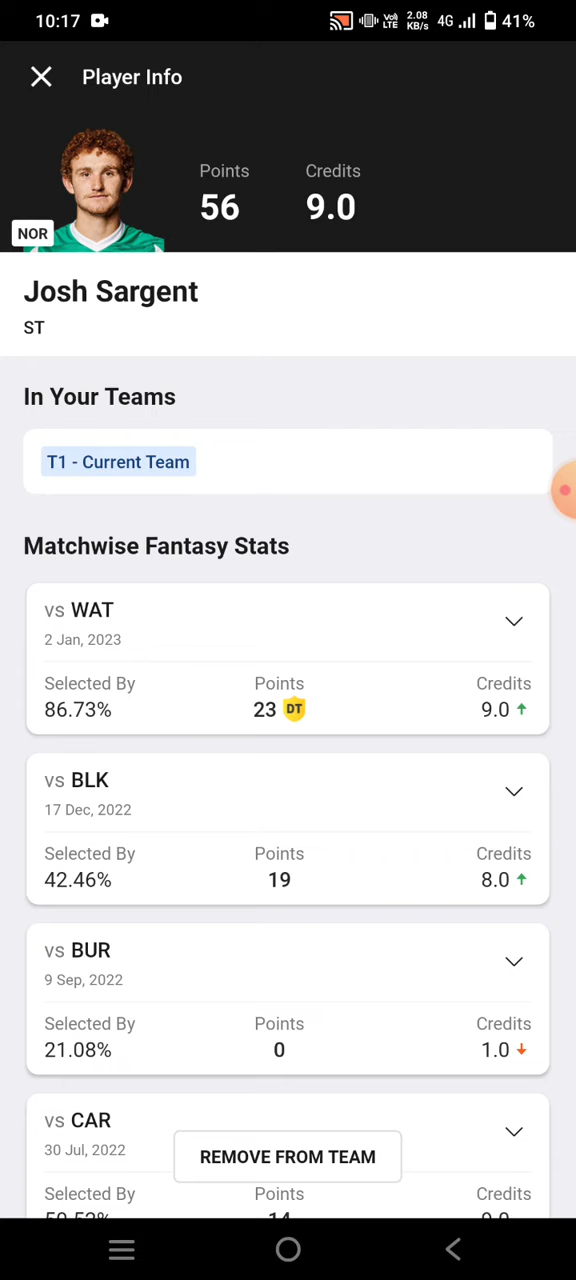 10:17 Vo) LTE 2.08 KB/s 4G 41%
Player Info
Points Credits
56 9.0
NOR
Josh Sargent
ST
In Your Teams
T1 - Current Team
Matchwise Fantasy Stats
vs WAT
2 Jan, 2023
Selected By Points Credits
86.73% 23 DT 9.0
vs BLK
17 Dec, 2022
Selected By Points Credits
42.46% 19 8.0
vs BUR
9 Sep, 2022
Selected By Points Credits
21.08% 0 1.0
vs CAR
30 Jul, 2022
REMOVE FROM TEAM
Selected By Points Credits